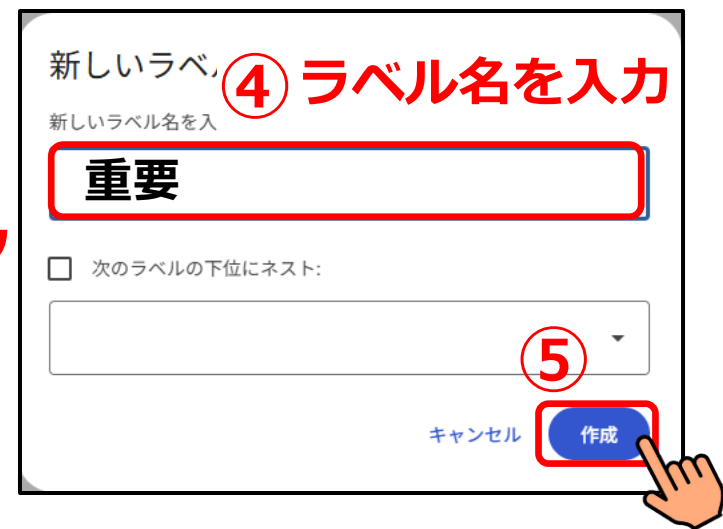 新しいラベ
④ ラベル名を入力
新しいラベル名を入
重要
次のラベルの下位にネスト:
⑤
キャンセル 作成